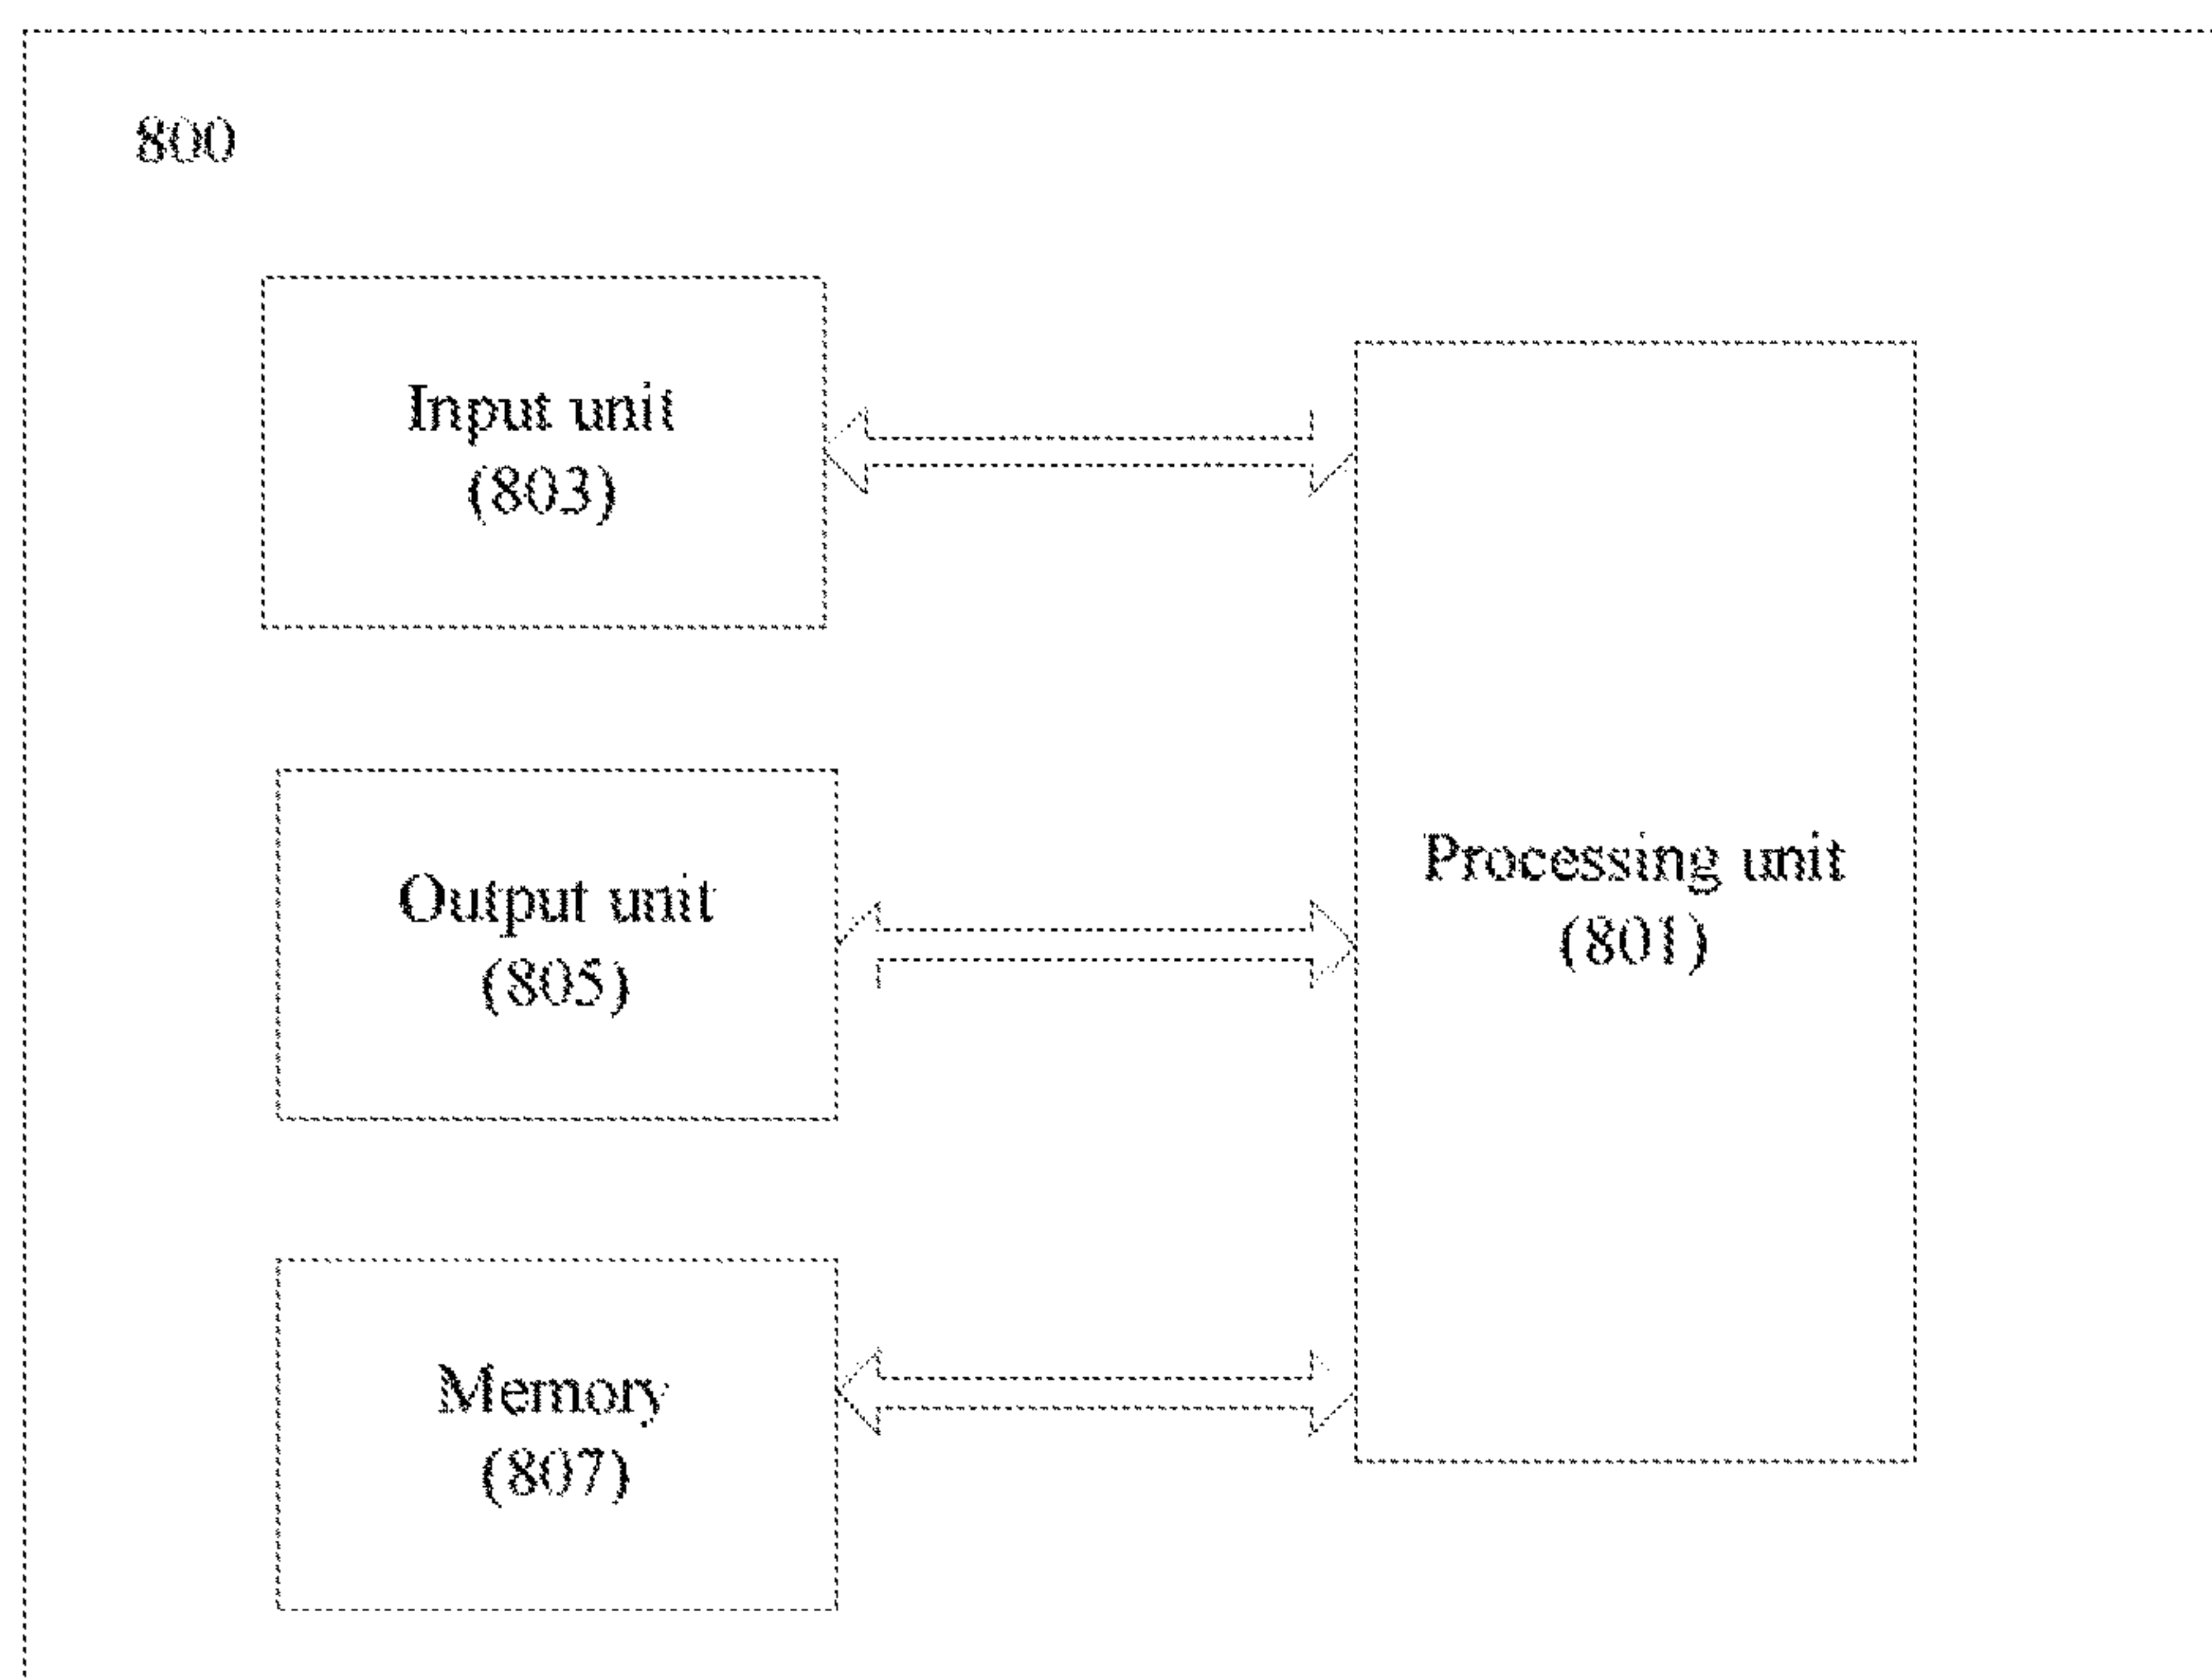 800
Input unit
(803)
Processing unit
(801)
Output unit
(805)
Memory
(807)